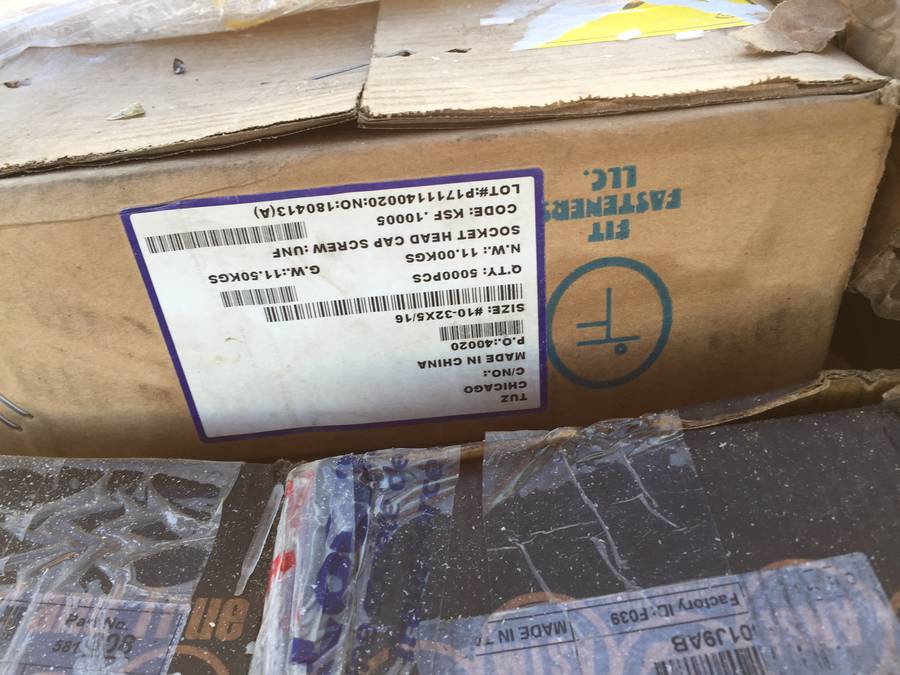 TUZ
CHICAGO
C/NO.:
MADE IN CHINA
P.O.:40020
SIZE: #10-32X5/16
Q'TY: 5000PCS
N.W.: 11.00KGS G.W.:11.50KGS
SOCKET HEAD CAP SCREW :UNF
CODE: KSF .10005
LOT#:P1711140020:NO:180413(A)
FIT
FASTENERS
LLC.
Part No.
Factory ID: F039
MADE IN
01J9AB